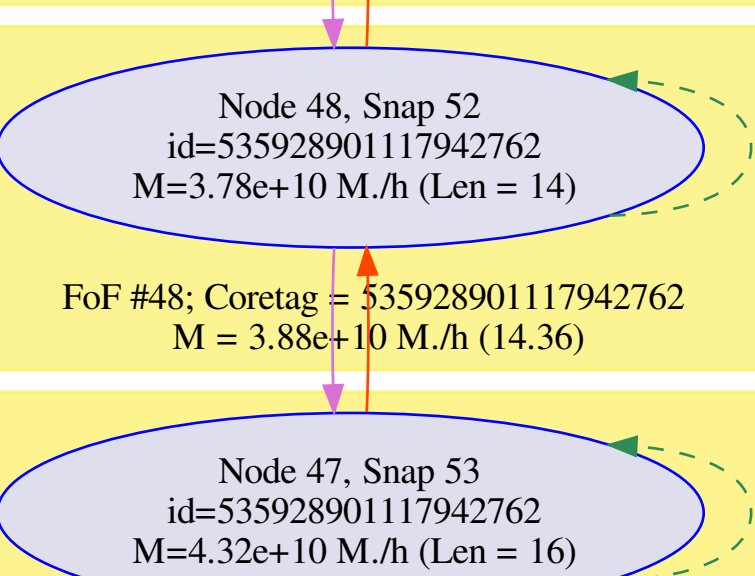 Node 48, Snap 52
id=535928901117942762
M=3.78e+10 M./h (Len = 14)
FoF #48; Coretag = 535928901117942762
M = 3.88e+10 M./h (14.36)
Node 47, Snap 53
id=535928901117942762
M=4.32e+10 M./h (Len = 16)